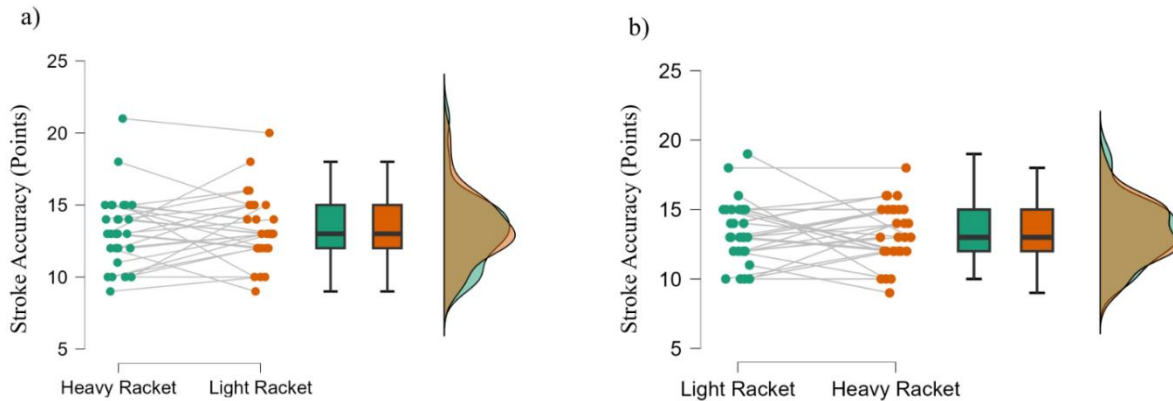 a)
Stroke Accuracy (Points)
25
20
15
10
5
Heavy Racket Light Racket
b)
Stroke Accuracy (Points)
25
20
15
10
5
Light Racket Heavy Racket